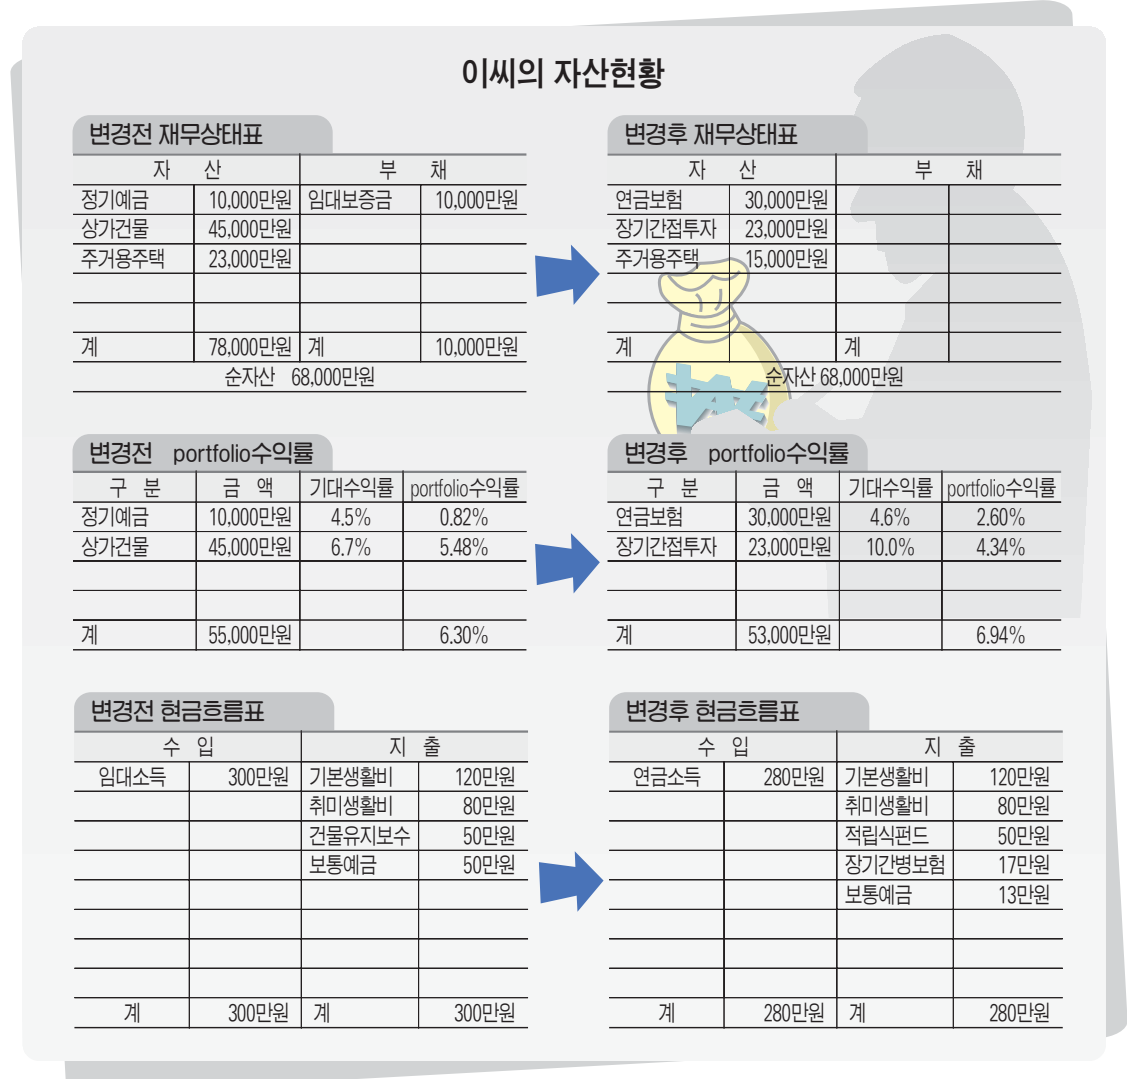 이씨의 자산현황
변경전 재무상태표
자 산 부 채
정기예금 10,000만원 임대보증금 10,000만원
상가건물 45,000만원
주거용주택 23,000만원
계 78,000만원 계 10,000만원
순자산 68,000만원
변경후 재무상태표
자 산 부 채
연금보험 30,000만원
장기간접투자 23,000만원
주거용주택 15,000만원
계 계
순자산 68,000만원
변경전 portfolio수익률
구 분 금 액 기대수익률 portfolio수익률
정기예금 10,000만원 4.5% 0.82%
상가건물 45,000만원 6.7% 5.48%
계 55,000만원 6.30%
변경후 portfolio수익률
구 분 금 액 기대수익률 portfolio수익률
연금보험 30,000만원 4.6% 2.60%
장기간접투자 23,000만원 10.0% 4.34%
계 53,000만원 6.94%
변경전 현금흐름표
수 입 지 출
임대소득 300만원 기본생활비 120만원
취미생활비 80만원
건물유지보수 50만원
보통예금 50만원
계 300만원 계 300만원
변경후 현금흐름표
수 입 지 출
연금소득 280만원 기본생활비 120만원
취미생활비 80만원
적립식펀드 50만원
장기간병보험 17만원
보통예금 13만원
계 280만원 계 280만원